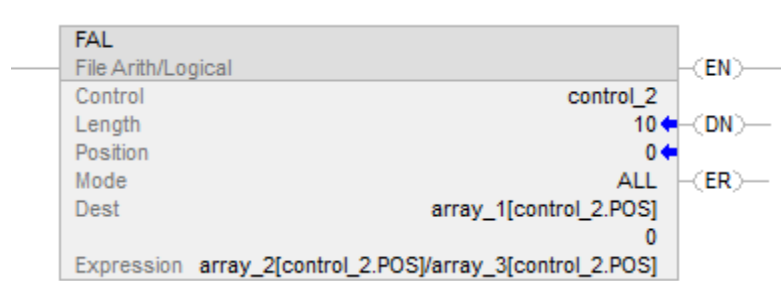 FAL
File Arith/Logical
(EN)
Control control_2
Length 10 (DN)
Position 0
Mode ALL (ER)
Dest array_1[control_2.POS]
0
Expression array_2[control_2.POS]/array_3[control_2.POS]